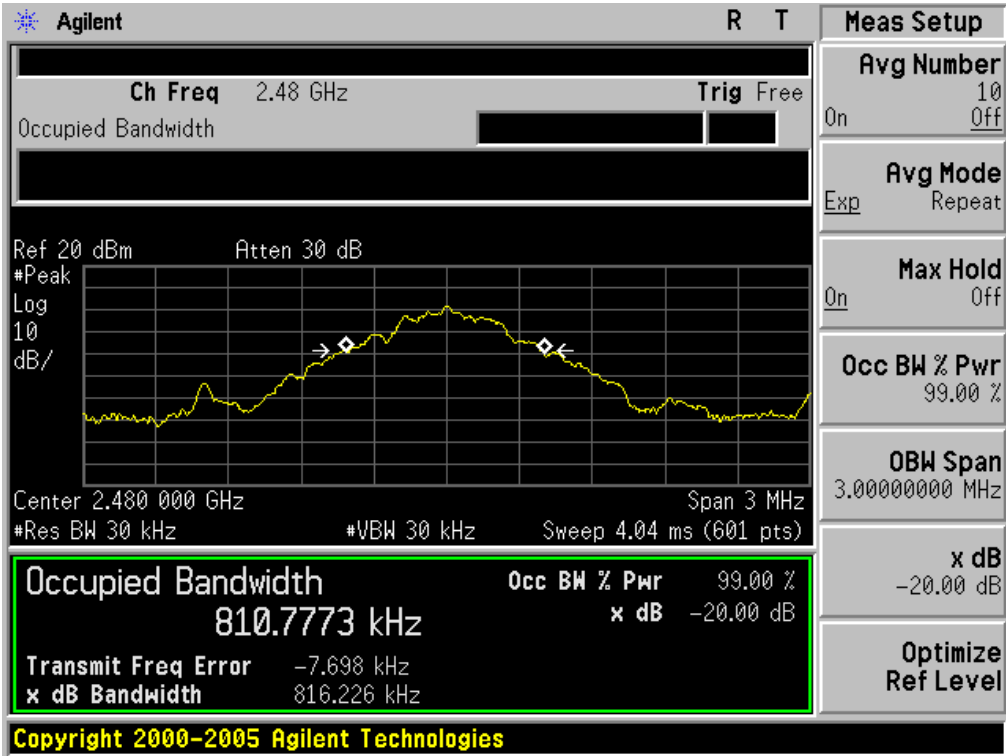 Agilent R T
Meas Setup
Ch Freq 2.48 GHz Trig Free
Occupied Bandwidth
Ref 20 dBm Atten 30 dB
#Peak
Log
10
dB/
Center 2.480 000 GHz Span 3 MHz
#Res BW 30 kHz #VBW 30 kHz Sweep 4.04 ms (601 pts)
Occupied Bandwidth
810.7773 kHz
Occ BW % Pwr 99.00 %
x dB -20.00 dB
Transmit Freq Error -7.698 kHz
x dB Bandwidth 816.226 kHz
Avg Number
10
On Off
Avg Mode
Exp Repeat
Max Hold
On Off
Occ BW % Pwr
99.00 %
OBW Span
3.00000000 MHz
x dB
-20.00 dB
Optimize
Ref Level
Copyright 2000-2005 Agilent Technologies